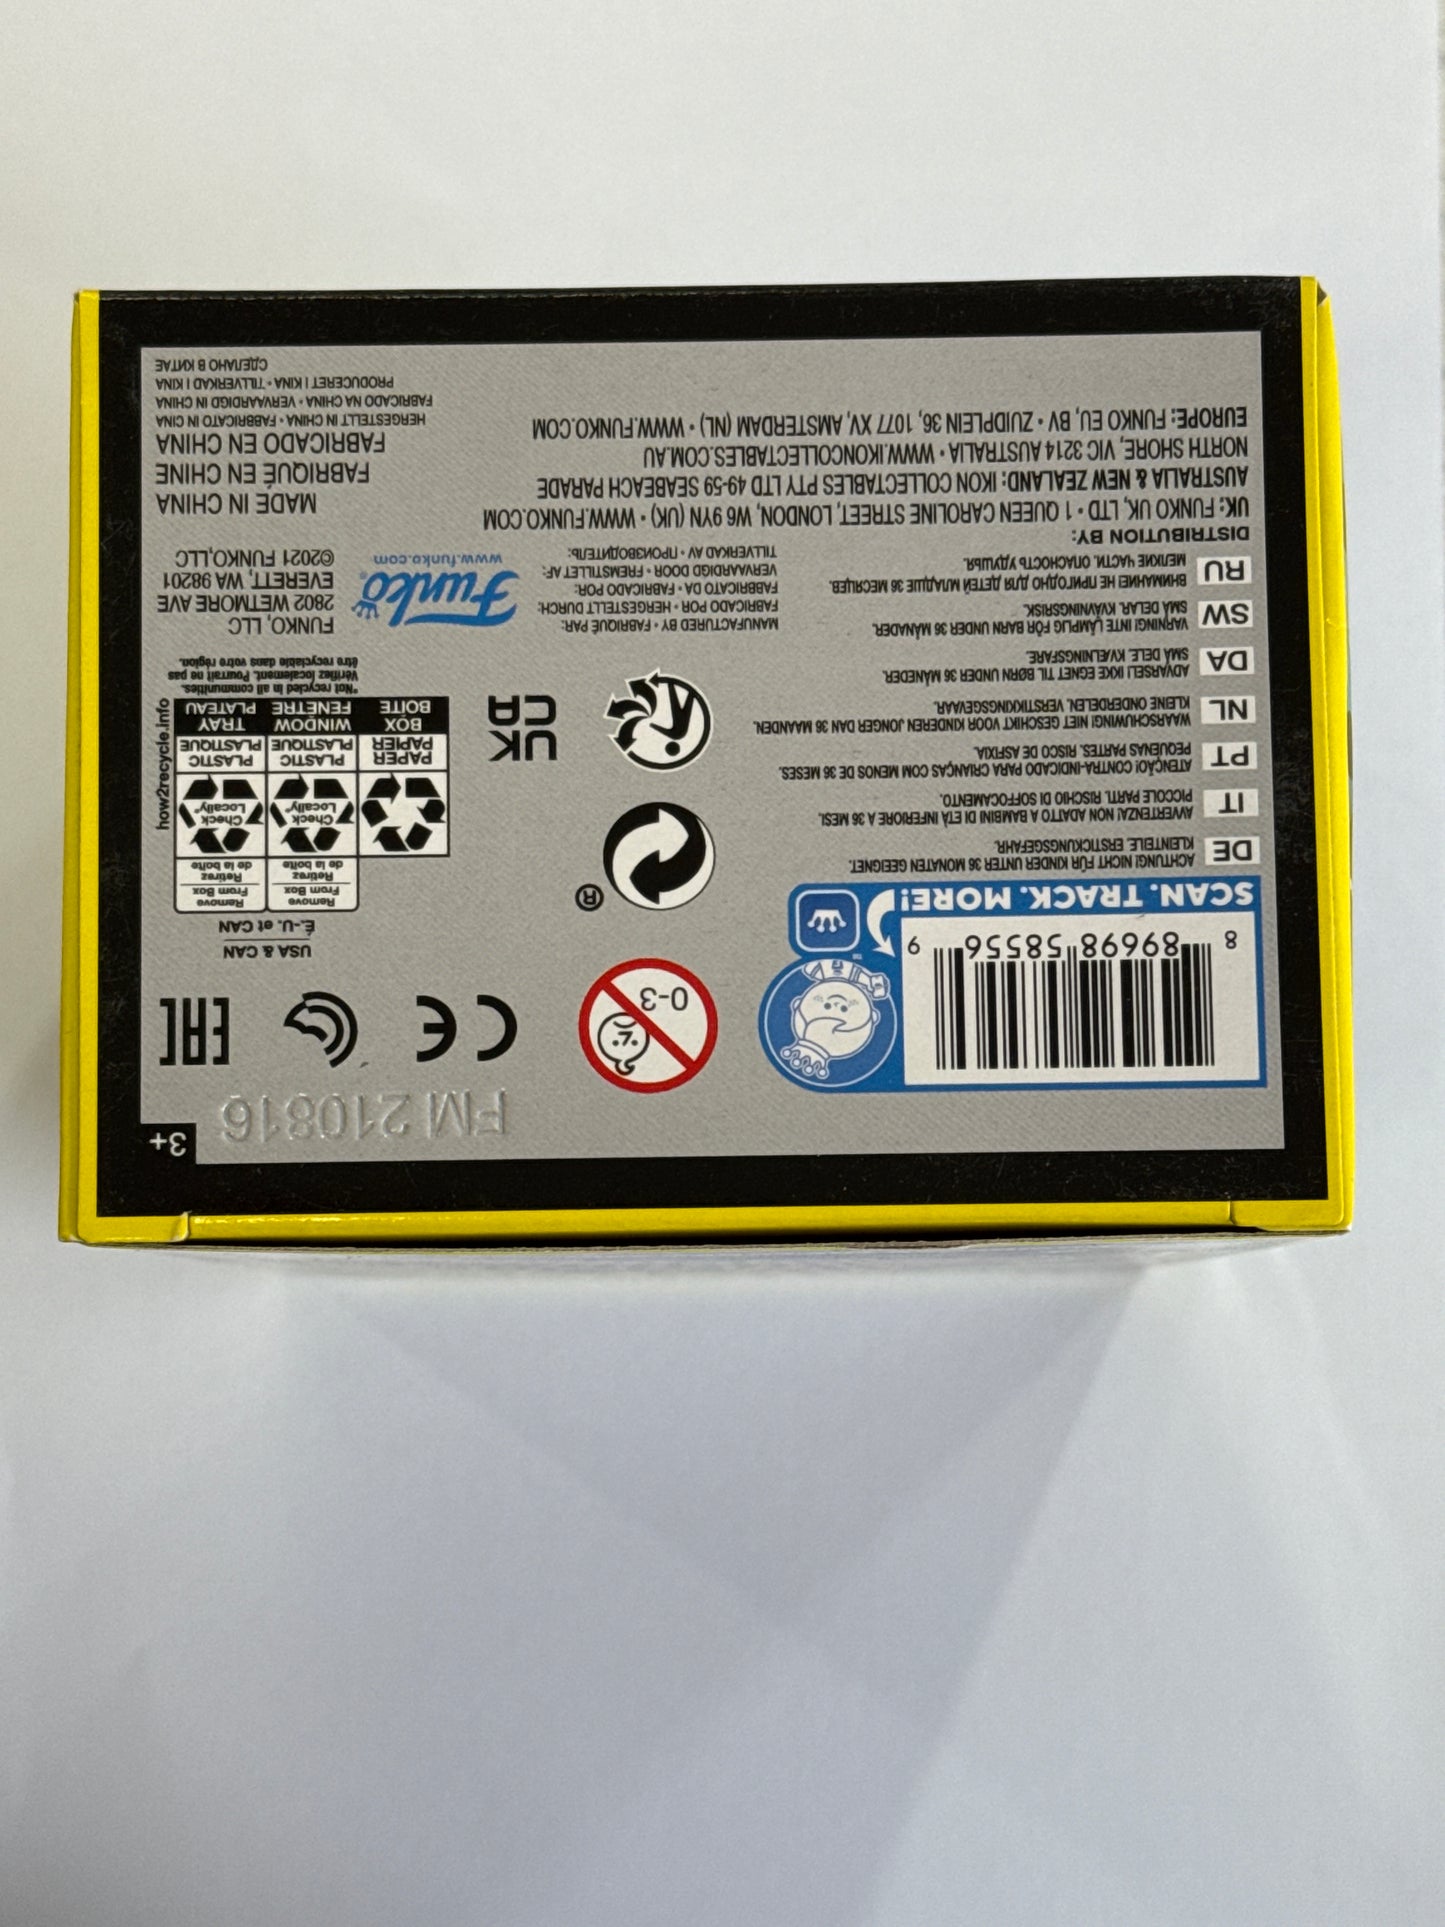 EUROPE: FUNKO EU, BV • ZUIDPLEIN 36, 1077 XV, AMSTERDAM (NL) • WWW.FUNKO.COM
3+
FM 210816
8 89698 58556 9
SCAN. TRACK. MORE!
0-3
CE
EAC
USA & CAN
É.-U. et CAN
Remove
From Box
Retirez
de la boîte
Remove
From Box
Retirez
de la boîte
Check
Locally*
Check
Locally*
PAPER
PAPIER
PLASTIC
PLASTIQUE
PLASTIC
PLASTIQUE
BOX
BOÎTE
WINDOW
FENÊTRE
TRAY
PLATEAU
*Not recycled in all communities.
Vérifiez localement. Pourrait ne pas
être recyclable dans votre région.
how2recycle.info
®
UK
CA
DE
ACHTUNG! NICHT FÜR KINDER UNTER 36 MONATEN GEEIGNET.
KLEINTEILE. ERSTICKUNGSGEFAHR.
IT
AVVERTENZA! NON ADATTO A BAMBINI DI ETÀ INFERIORE A 36 MESI.
PICCOLE PARTI. RISCHIO DI SOFFOCAMENTO.
PT
ATENÇÃO! CONTRA-INDICADO PARA CRIANÇAS COM MENOS DE 36 MESES.
PEQUENAS PARTES. RISCO DE ASFIXIA.
NL
WAARSCHUWING! NIET GESCHIKT VOOR KINDEREN JONGER DAN 36 MAANDEN.
KLEINE ONDERDELEN. VERSTIKKINGSGEVAAR.
DA
ADVARSEL! IKKE EGNET TIL BØRN UNDER 36 MÅNEDER.
SMÅ DELE. KVÆLNINGSFARE.
SW
VARNING! INTE LÄMPLIG FÖR BARN UNDER 36 MÅNADER.
SMÅ DELAR. KVÄVNINGSRISK.
RU
ВНИМАНИЕ! НЕ ПРИГОДНО ДЛЯ ДЕТЕЙ МЛАДШЕ 36 МЕСЯЦЕВ.
МЕЛКИЕ ЧАСТИ. ОПАСНОСТЬ УДУШЬЯ.
MANUFACTURED BY • FABRIQUÉ PAR:
FABRICADO POR • HERGESTELLT DURCH:
FABBRICATO DA • FABRICADO POR:
VERVAARDIGD DOOR • FREMSTILLET AF:
TILLVERKAD AV • ПРОИЗВОДИТЕЛЬ:
Funko
www.funko.com
FUNKO, LLC
2802 WETMORE AVE
EVERETT, WA 98201
©2021 FUNKO,LLC
DISTRIBUTION BY:
UK: FUNKO UK, LTD • 1 QUEEN CAROLINE STREET, LONDON, W6 9YN (UK) • WWW.FUNKO.COM
AUSTRALIA & NEW ZEALAND: IKON COLLECTABLES PTY LTD 49-59 SEABEACH PARADE
NORTH SHORE, VIC 3214 AUSTRALIA • WWW.IKONCOLLECTABLES.COM.AU
MADE IN CHINA
FABRIQUÉ EN CHINE
FABRICADO EN CHINA
HERGESTELLT IN CHINA • FABBRICATO IN CINA
FABRICADO NA CHINA • VERVAARDIGD IN CHINA
PRODUCERET I KINA • TILLVERKAD I KINA
СДЕЛАНО В КИТАЕ